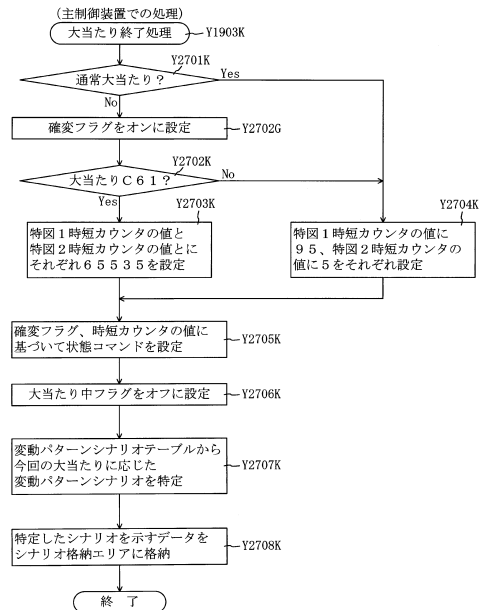 (主制御装置での処理)
大当たり終了処理
Y1903K
Y2701K
通常大当たり?
Yes
No
確変フラグをオンに設定
Y2702G
Y2702K
大当たりC61?
No
Yes
Y2703K
特図1時短カウンタの値と
特図2時短カウンタの値とに
それぞれ65535を設定
Y2704K
特図1時短カウンタの値に
95、特図2時短カウンタの
値に5をそれぞれ設定
確変フラグ、時短カウンタの値に
基づいて状態コマンドを設定
Y2705K
大当たり中フラグをオフに設定
Y2706K
変動パターンシナリオテーブルから
今回の大当たりに応じた
変動パターンシナリオを特定
Y2707K
特定したシナリオを示すデータを
シナリオ格納エリアに格納
Y2708K
終 了